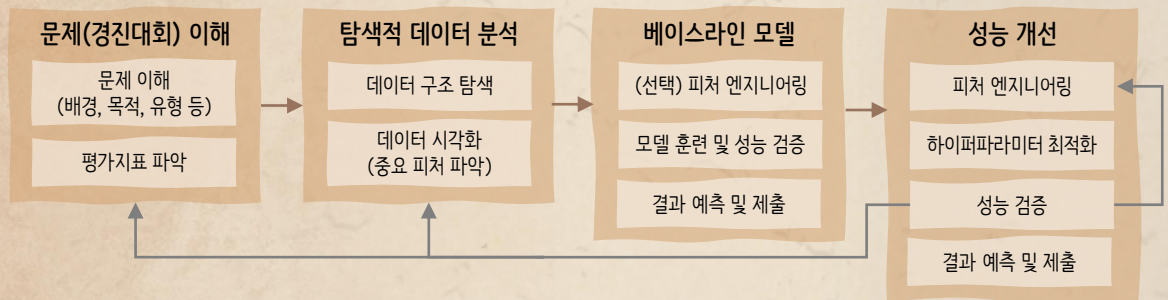 문제(경진대회) 이해
문제 이해
(배경, 목적, 유형 등)
평가지표 파악
탐색적 데이터 분석
데이터 구조 탐색
데이터 시각화
(중요 피처 파악)
베이스라인 모델
(선택) 피처 엔지니어링
모델 훈련 및 성능 검증
결과 예측 및 제출
성능 개선
피처 엔지니어링
하이퍼파라미터 최적화
성능 검증
결과 예측 및 제출